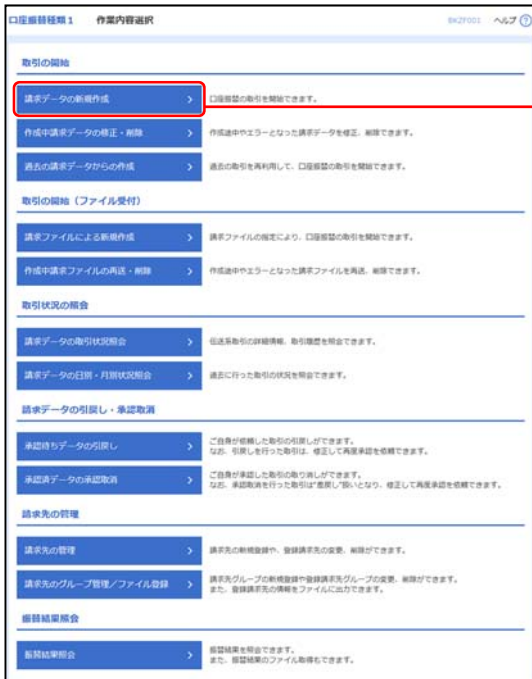 口座振替種類1 作業内容選択 BKZF001 ヘルプ ?
取引の開始
請求データの新規作成 口座振替の取引を開始できます。
作成中請求データの修正・削除 作成途中やエラーとなった請求データを修正、削除できます。
過去の請求データからの作成 過去の取引を再利用して、口座振替の取引を開始できます。
取引の開始（ファイル受付）
請求ファイルによる新規作成 請求ファイルの指定により、口座振替の取引を開始できます。
作成中請求ファイルの再送・削除 作成途中やエラーとなった請求ファイルを再送、削除できます。
取引状況の照会
請求データの取引状況照会 伝送系取引の詳細情報、取引履歴を照会できます。
請求データの日別・月別状況照会 過去に行った取引の状況を照会できます。
請求データの引戻し・承認取消
承認待ちデータの引戻し ご自身が依頼した取引の引戻しができます。
なお、引戻しを行った取引は、修正して再度承認を依頼できます。
承認済データの承認取消 ご自身が承認した取引の取り消しができます。
なお、承認取消を行った取引は"差戻し"扱いとなり、修正して再度承認を依頼できます。
請求先の管理
請求先の管理 請求先の新規登録や、登録請求先の変更、削除ができます。
請求先のグループ管理／ファイル登録 請求先グループの新規登録や登録請求先グループの変更、削除ができます。
また、登録請求先の情報をファイルに出力できます。
振替結果照会
振替結果照会 振替結果を照会できます。
また、振替結果のファイル取得もできます。